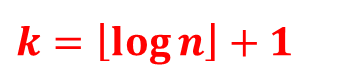 k = ⌊log n⌋ + 1